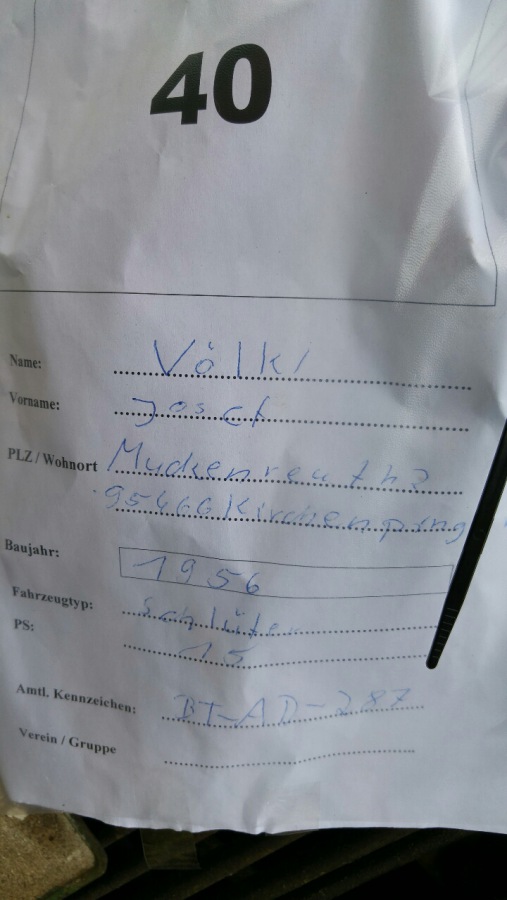 40
Name: Völkl
Vorname: Josef
PLZ / Wohnort Muckenreuth 2
95466 Kirchenping
Baujahr: 1956
Fahrzeugtyp: Schlüter
PS: 15
Amtl. Kennzeichen: BT-AD-287
Verein / Gruppe